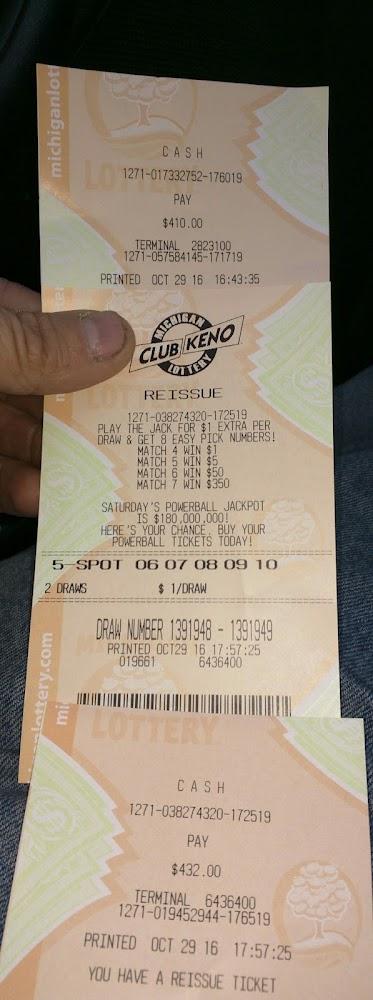 michiganlott
LOTTERY
CASH
1271-017332752-176019
PAY
$410.00
TERMINAL 2823100
1271-057584145-171719
PRINTED OCT 29 16 16:43:35
MICHIGAN
CLUB KENO
LOTTERY
REISSUE
1271-038274320-172519
PLAY THE JACK FOR $1 EXTRA PER
DRAW & GET 8 EASY PICK NUMBERS!
MATCH 4 WIN $1
MATCH 5 WIN $5
MATCH 6 WIN $50
MATCH 7 WIN $350
SATURDAY'S POWERBALL JACKPOT
IS $180,000,000!
HERE'S YOUR CHANCE, BUY YOUR
POWERBALL TICKETS TODAY!
5-SPOT 06 07 08 09 10
2 DRAWS $ 1/DRAW
DRAW NUMBER 1391948 - 1391949
PRINTED OCT29 16 17:57:25
019661 6436400
lottery.com
mi
LOTTERY
CASH
1271-038274320-172519
PAY
$432.00
TERMINAL 6436400
1271-019452944-176519
PRINTED OCT 29 16 17:57:25
YOU HAVE A REISSUE TICKET